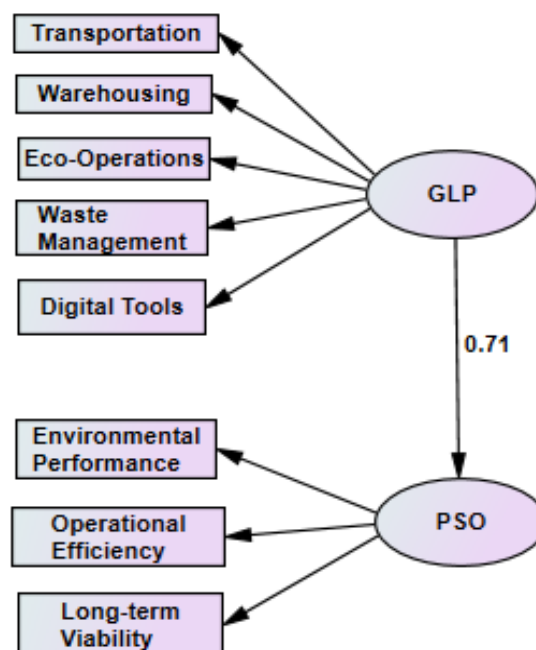 Transportation
Warehousing
Eco-Operations
GLP
Waste
Management
Digital Tools
0.71
Environmental
Performance
Operational
Efficiency
PSO
Long-term
Viability